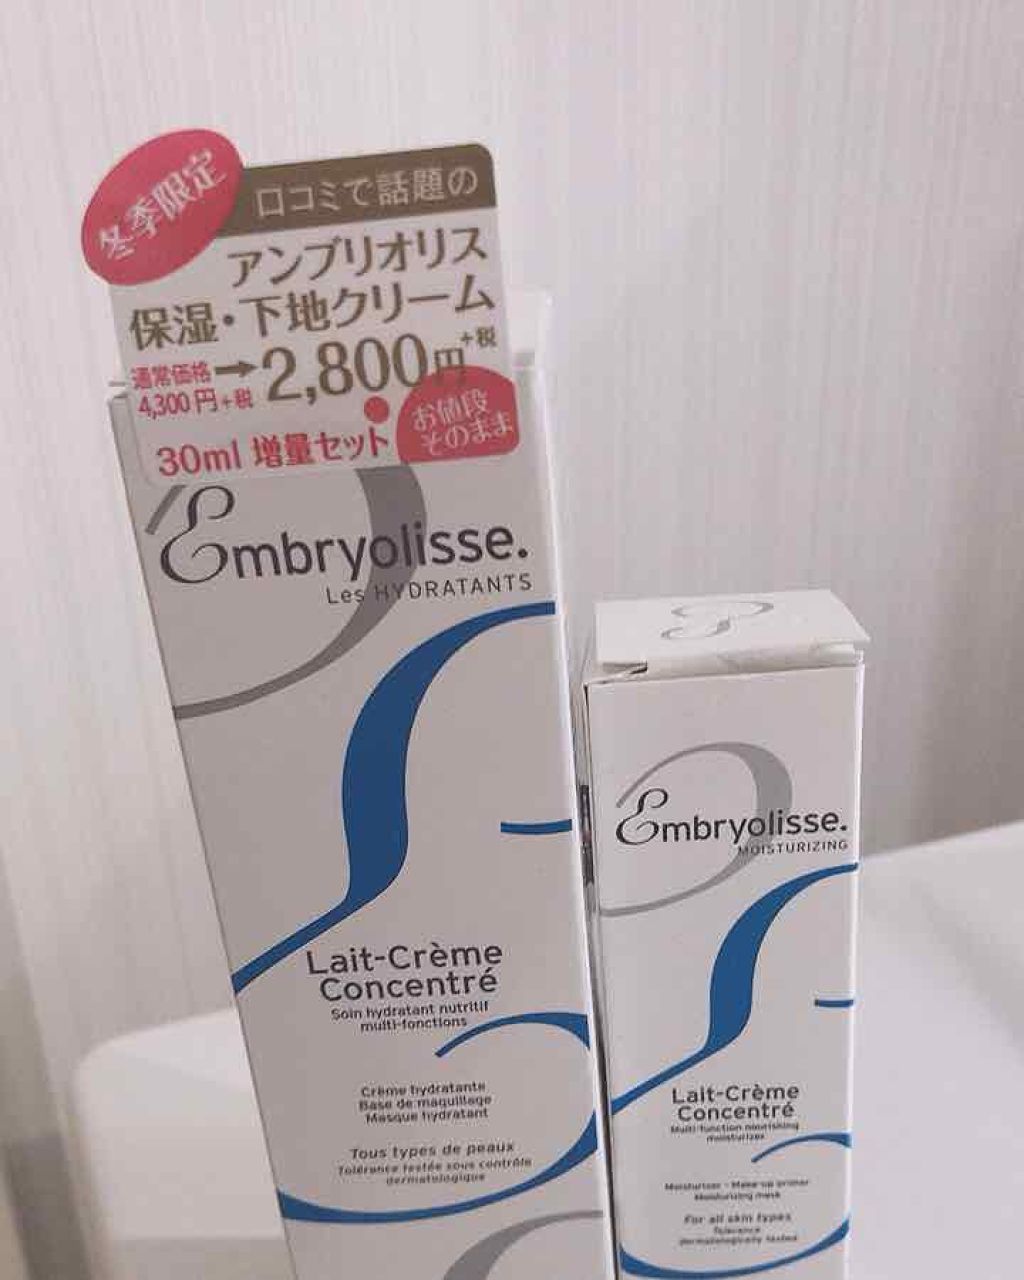 冬季限定
口コミで話題の
アンブリオリス
保湿・下地クリーム
通常価格
4,300円+税
→2,800円+税
30ml 増量セット
お値段
そのまま
Embryolisse.
Les HYDRATANTS
Lait-Crème
Concentré
Soin hydratant nutritif
multi-fonctions
Crème hydratante
Base de maquillage
Masque hydratant
Tous types de peaux
Tolérance testée sous contrôle
dermatologique
Embryolisse.
MOISTURIZING
Lait-Crème
Concentré
Multi-function nourishing
moisturizer
Moisturizer - Make-up primer
Moisturizing mask
For all skin types
Tolerance
dermatologically tested